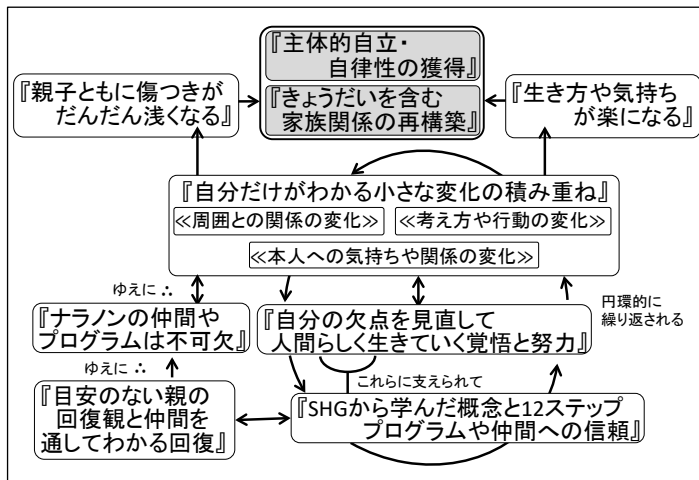 『主体的自立・
自律性の獲得』
『きょうだいを含む
家族関係の再構築』
『親子ともに傷つきが
だんだん浅くなる』
『生き方や気持ち
が楽になる』
『自分だけがわかる小さな変化の積み重ね』
≪周囲との関係の変化≫
≪考え方や行動の変化≫
≪本人への気持ちや関係の変化≫
ゆえに ∴
円環的に
繰り返される
『ナラノンの仲間や
プログラムは不可欠』
『自分の欠点を見直して
人間らしく生きていく覚悟と努力』
ゆえに ∴
これらに支えられて
『目安のない親の
回復観と仲間を
通してわかる回復』
『SHGから学んだ概念と12ステップ
プログラムや仲間への信頼』